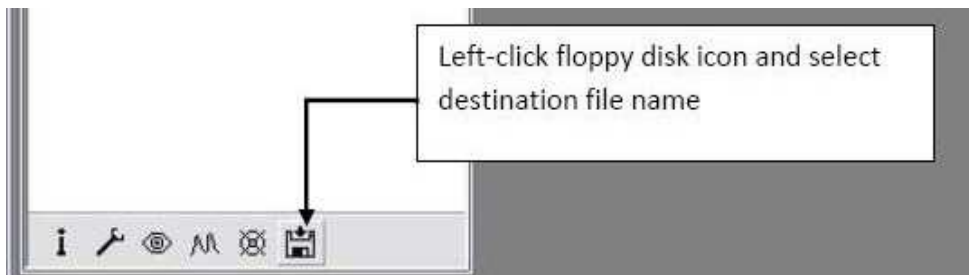 Left-click floppy disk icon and select
destination file name